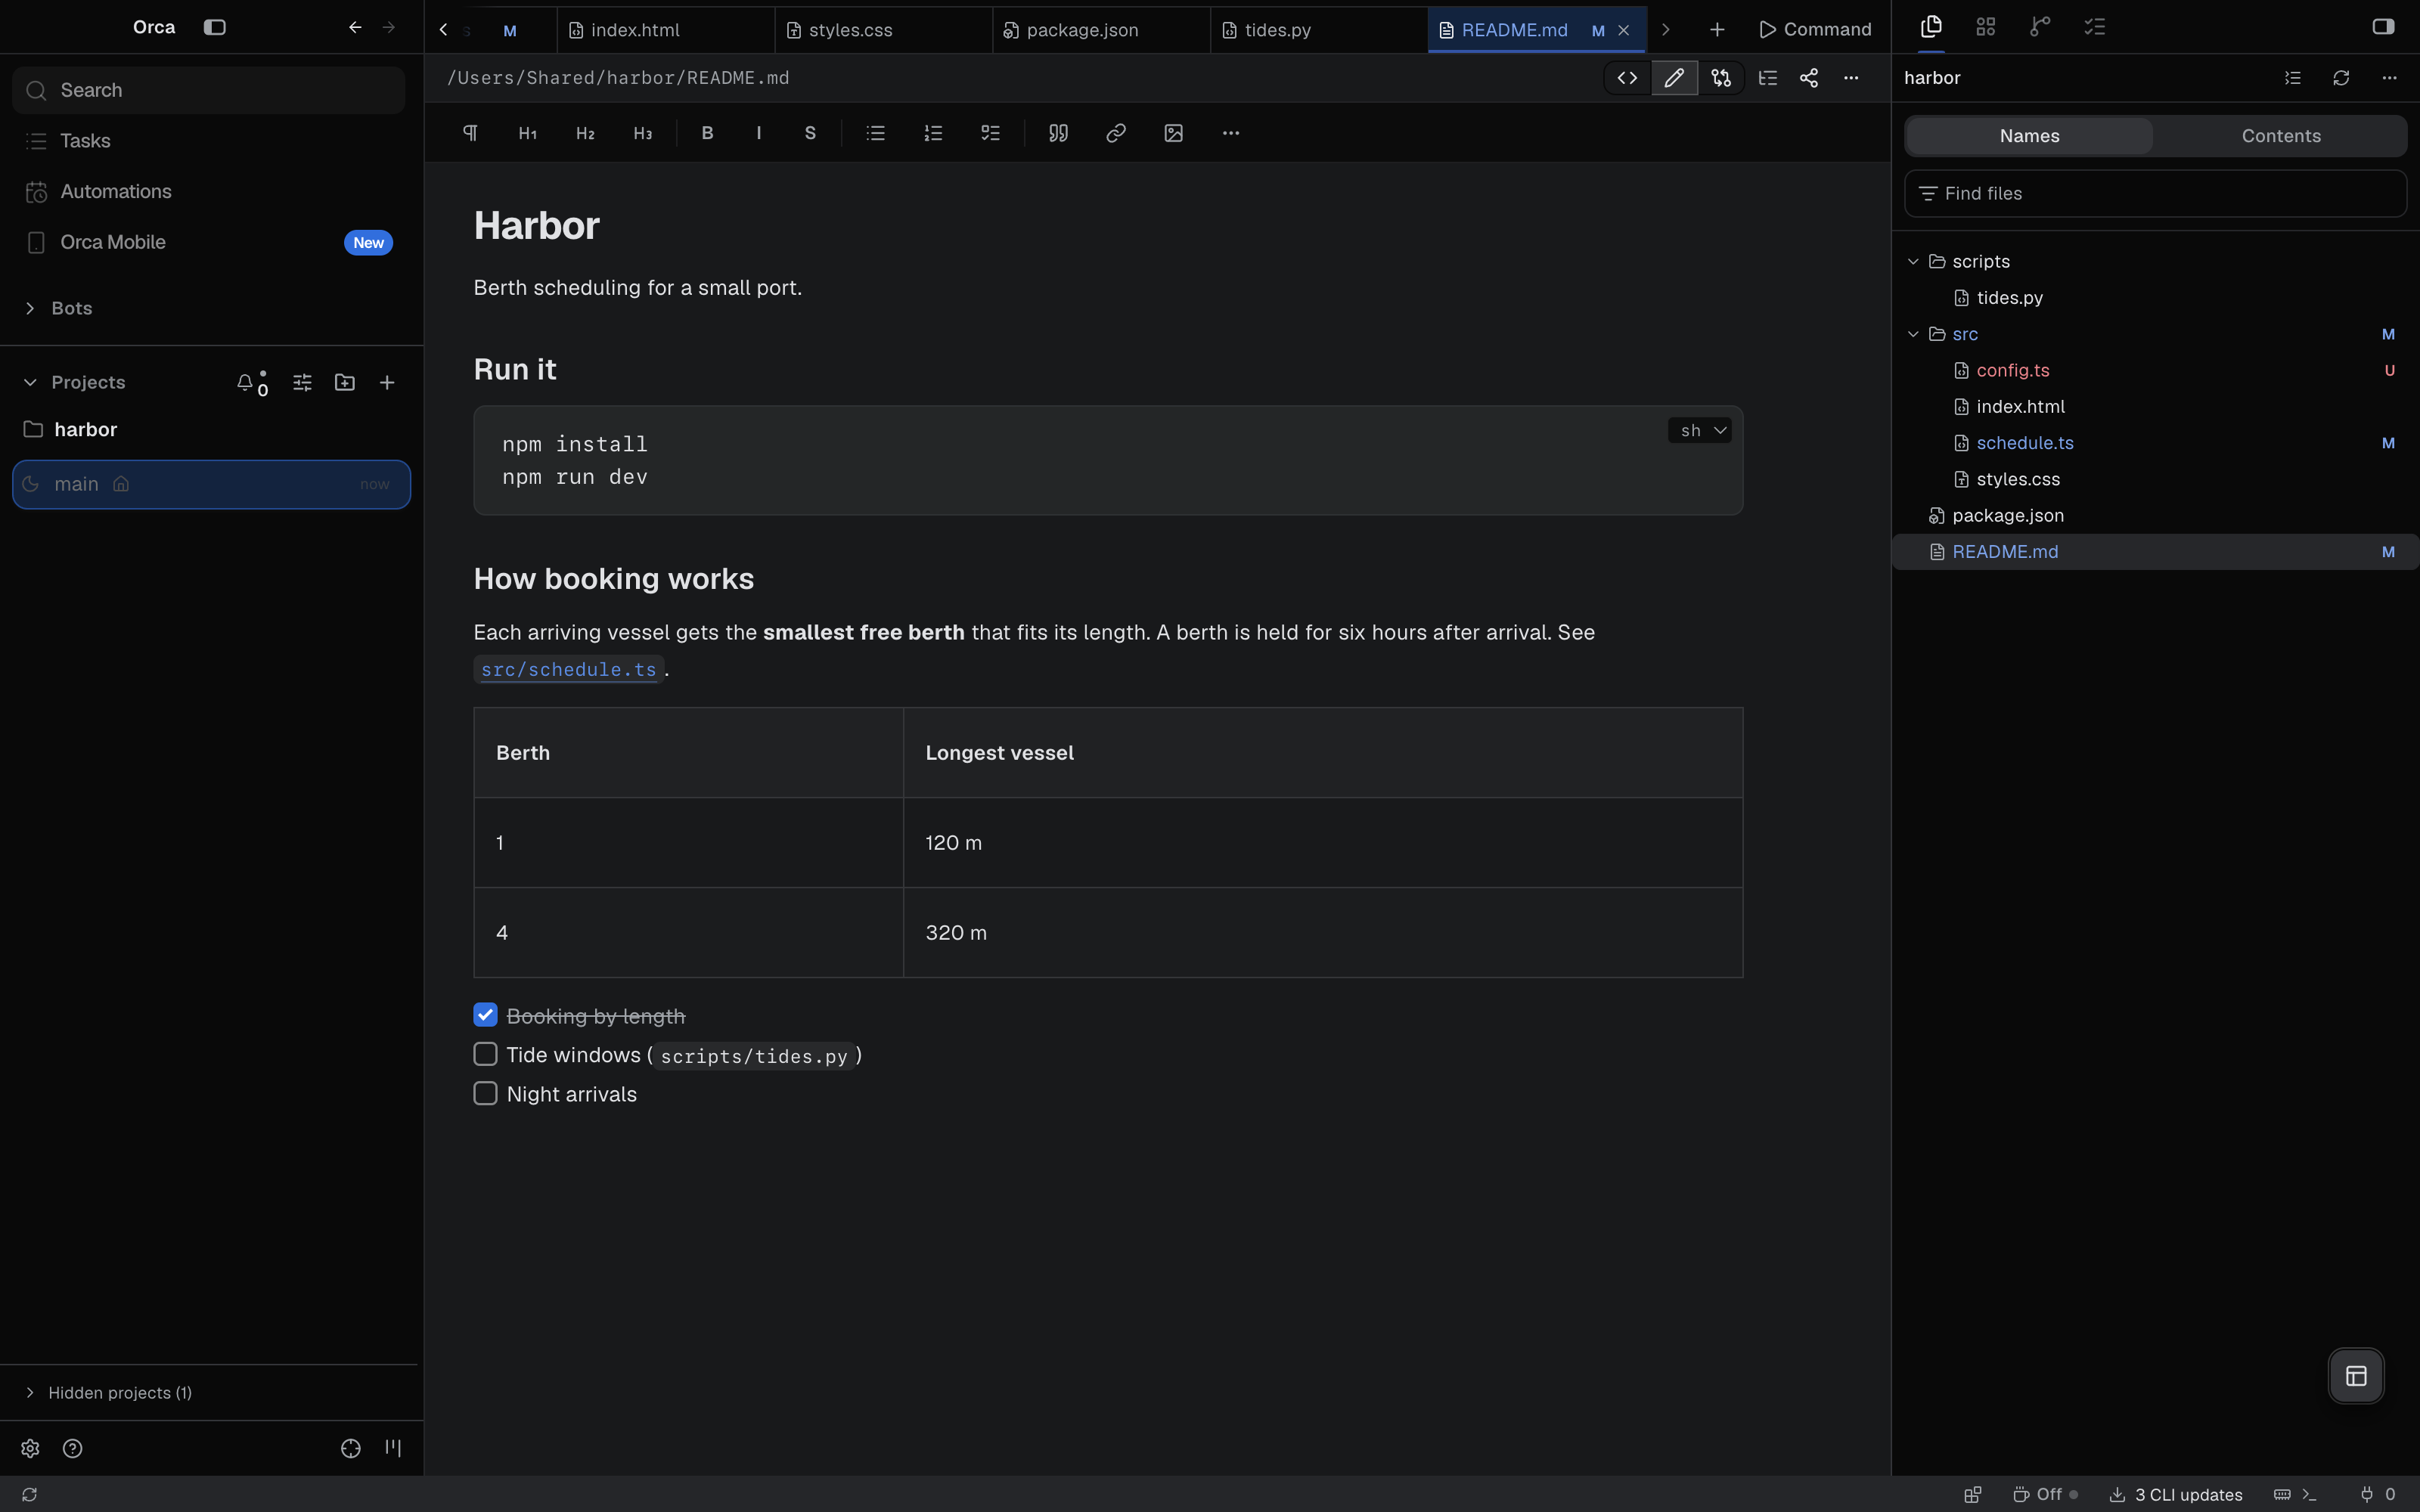 Orca
Search
Tasks
Automations
Orca Mobile
New
Bots
Projects
0
harbor
main
now
Hidden projects (1)
s
M
index.html
styles.css
package.json
tides.py
README.md
M
Command
/Users/Shared/harbor/README.md
H1
H2
H3
B
I
S
Harbor
Berth scheduling for a small port.
Run it
sh
npm install
npm run dev
How booking works
Each arriving vessel gets the smallest free berth that fits its length. A berth is held for six hours after arrival. See
src/schedule.ts.
Berth
Longest vessel
1
120 m
4
320 m
Booking by length
Tide windows (scripts/tides.py)
Night arrivals
harbor
Names
Contents
Find files
scripts
tides.py
src
M
config.ts
U
index.html
schedule.ts
M
styles.css
package.json
README.md
M
Off
3 CLI updates
0